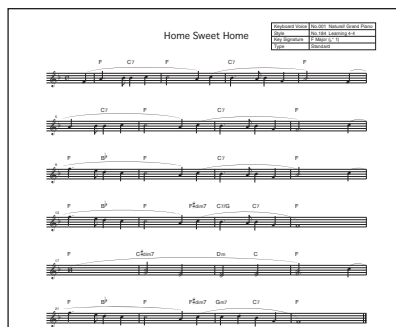 Home Sweet Home
Keyboard Voice No.001 Natural! Grand Piano
Style No.184 Learning 4-4
Key Signature F Major (♭* 1)
Type Standard
F C7 F C7 F
C7 F C7 F
F B♭ F C7 F
F B♭ F F#dim7 C7/G C7 F
F C#dim7 Dm C F
F B♭ F F#dim7 Gm7 C7 F